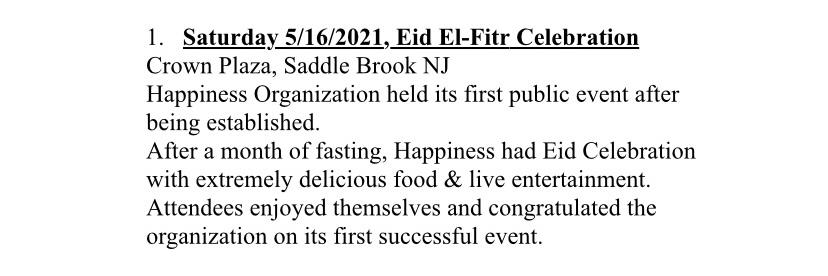 1. Saturday 5/16/2021, Eid El-Fitr Celebration
Crown Plaza, Saddle Brook NJ
Happiness Organization held its first public event after
being established.
After a month of fasting, Happiness had Eid Celebration
with extremely delicious food & live entertainment.
Attendees enjoyed themselves and congratulated the
organization on its first successful event.